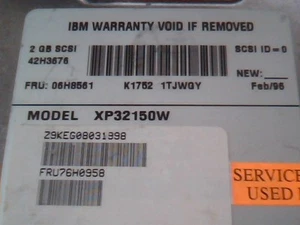 IBM WARRANTY VOID IF REMOVED
2 GB SCSI SCSI ID=0
42H3676 NEW:
FRU: 06H8561 K1752 1TJWGY Feb/96
MODEL XP32150W
Z9KEG08031398
FRU76H0958
SERVICE
USED